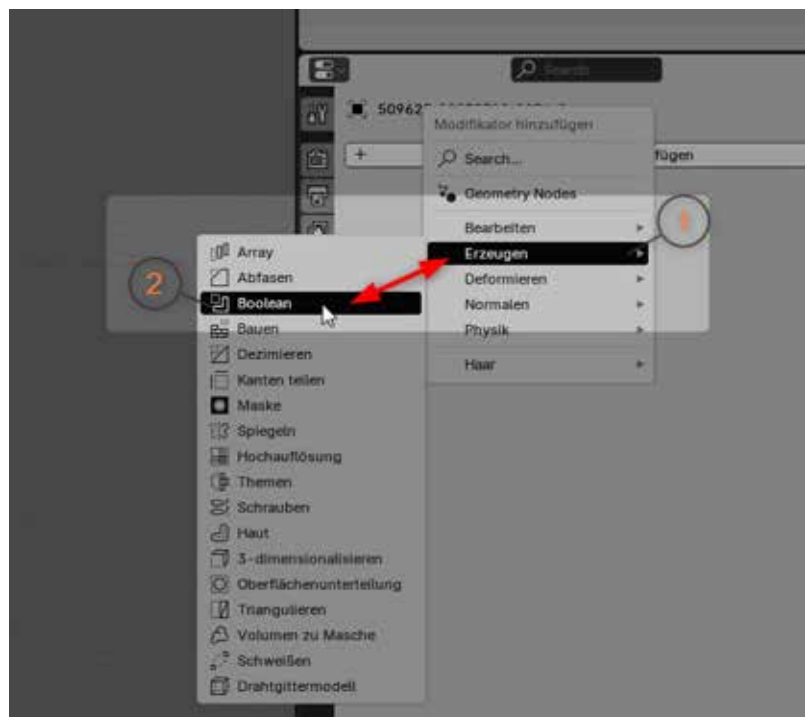 Search
Modifikator hinzufügen
fügen
Search...
Geometry Nodes
Bearbeiten
1
Erzeugen
Deformieren
Normalen
Physik
Haar
2
Array
Abfasen
Boolean
Bauen
Dezimieren
Kanten teilen
Maske
Spiegeln
Hochauflösung
Themen
Schrauben
Haut
3-dimensionalisieren
Oberflächenunterteilung
Triangulieren
Volumen zu Masche
Schweißen
Drahtgittermodell